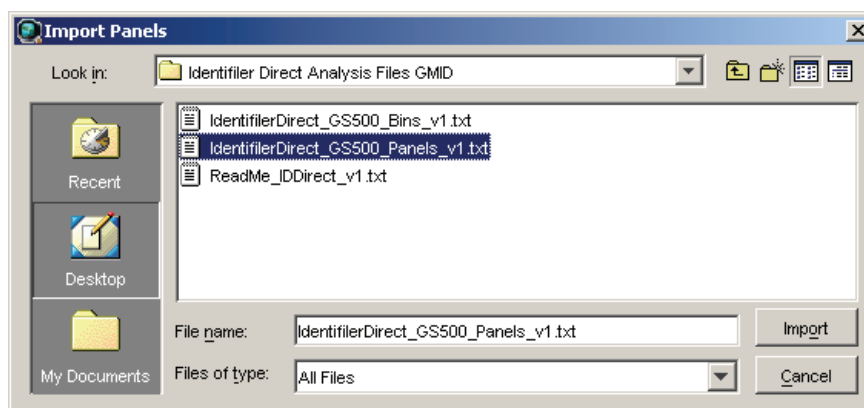 Import Panels
Look in:
Identifiler Direct Analysis Files GMID
IdentifilerDirect_GS500_Bins_v1.txt
IdentifilerDirect_GS500_Panels_v1.txt
ReadMe_IDDirect_v1.txt
Recent
Desktop
My Documents
File name:
IdentifilerDirect_GS500_Panels_v1.txt
Import
Files of type:
All Files
Cancel